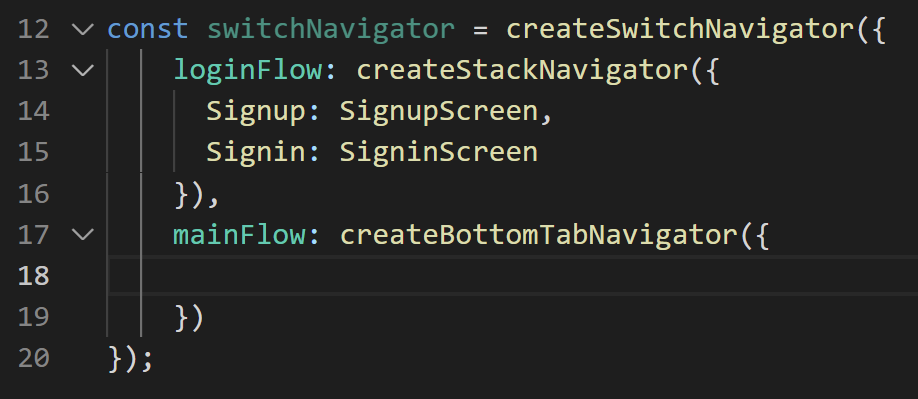 12 const switchNavigator = createSwitchNavigator({
13     loginFlow: createStackNavigator({
14       Signup: SignupScreen,
15       Signin: SigninScreen
16     }),
17     mainFlow: createBottomTabNavigator({
18
19     })
20 });